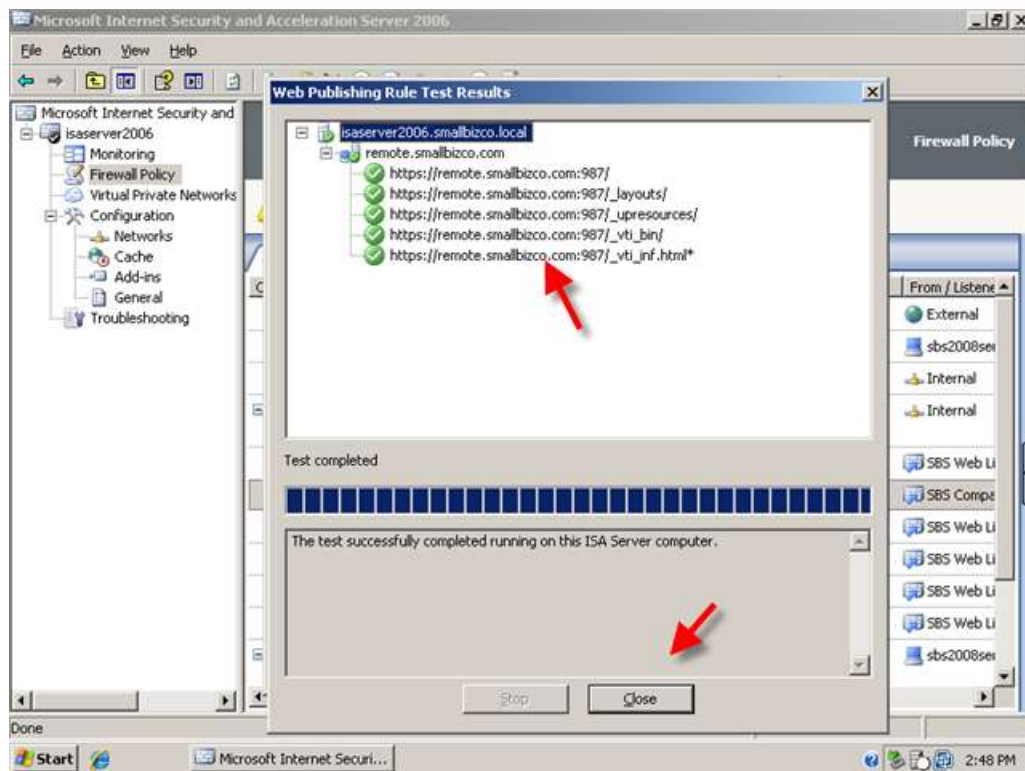 Microsoft Internet Security and Acceleration Server 2006
File Action View Help
Microsoft Internet Security and
isaserver2006
Monitoring
Firewall Policy
Virtual Private Networks
Configuration
Networks
Cache
Add-ins
General
Troubleshooting
Web Publishing Rule Test Results
isaserver2006.smallbizco.local
remote.smallbizco.com
https://remote.smallbizco.com:987/
https://remote.smallbizco.com:987/_layouts/
https://remote.smallbizco.com:987/_upresources/
https://remote.smallbizco.com:987/_vti_bin/
https://remote.smallbizco.com:987/_vti_inf.html*
Test completed
The test successfully completed running on this ISA Server computer.
Stop Close
Firewall Policy
From / Listene
External
sbs2008ser
Internal
Internal
SBS Web Li
SBS Compa
SBS Web Li
SBS Web Li
SBS Web Li
SBS Web Li
sbs2008ser
Done
Start Microsoft Internet Securi... 2:48 PM